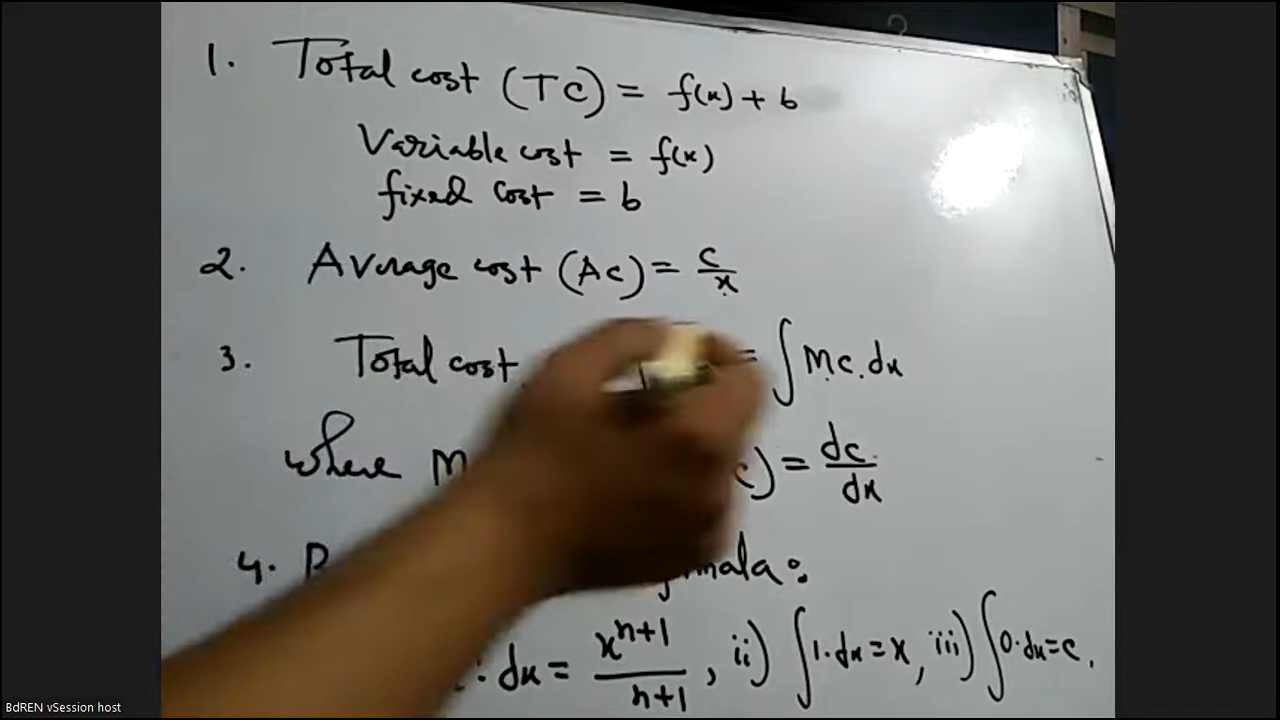 1. Total cost (TC) = f(x) + b
Variable cost = f(x)
fixed cost = b
2. Average cost (AC) = c/x
3. Total cost = ∫ MC. dx
where M c) = dc/dx
4. : 
. dx = x^{n+1}/n+1 , ii) ∫1.dx = x, iii) ∫0.dx = c.
BdREN vSession host